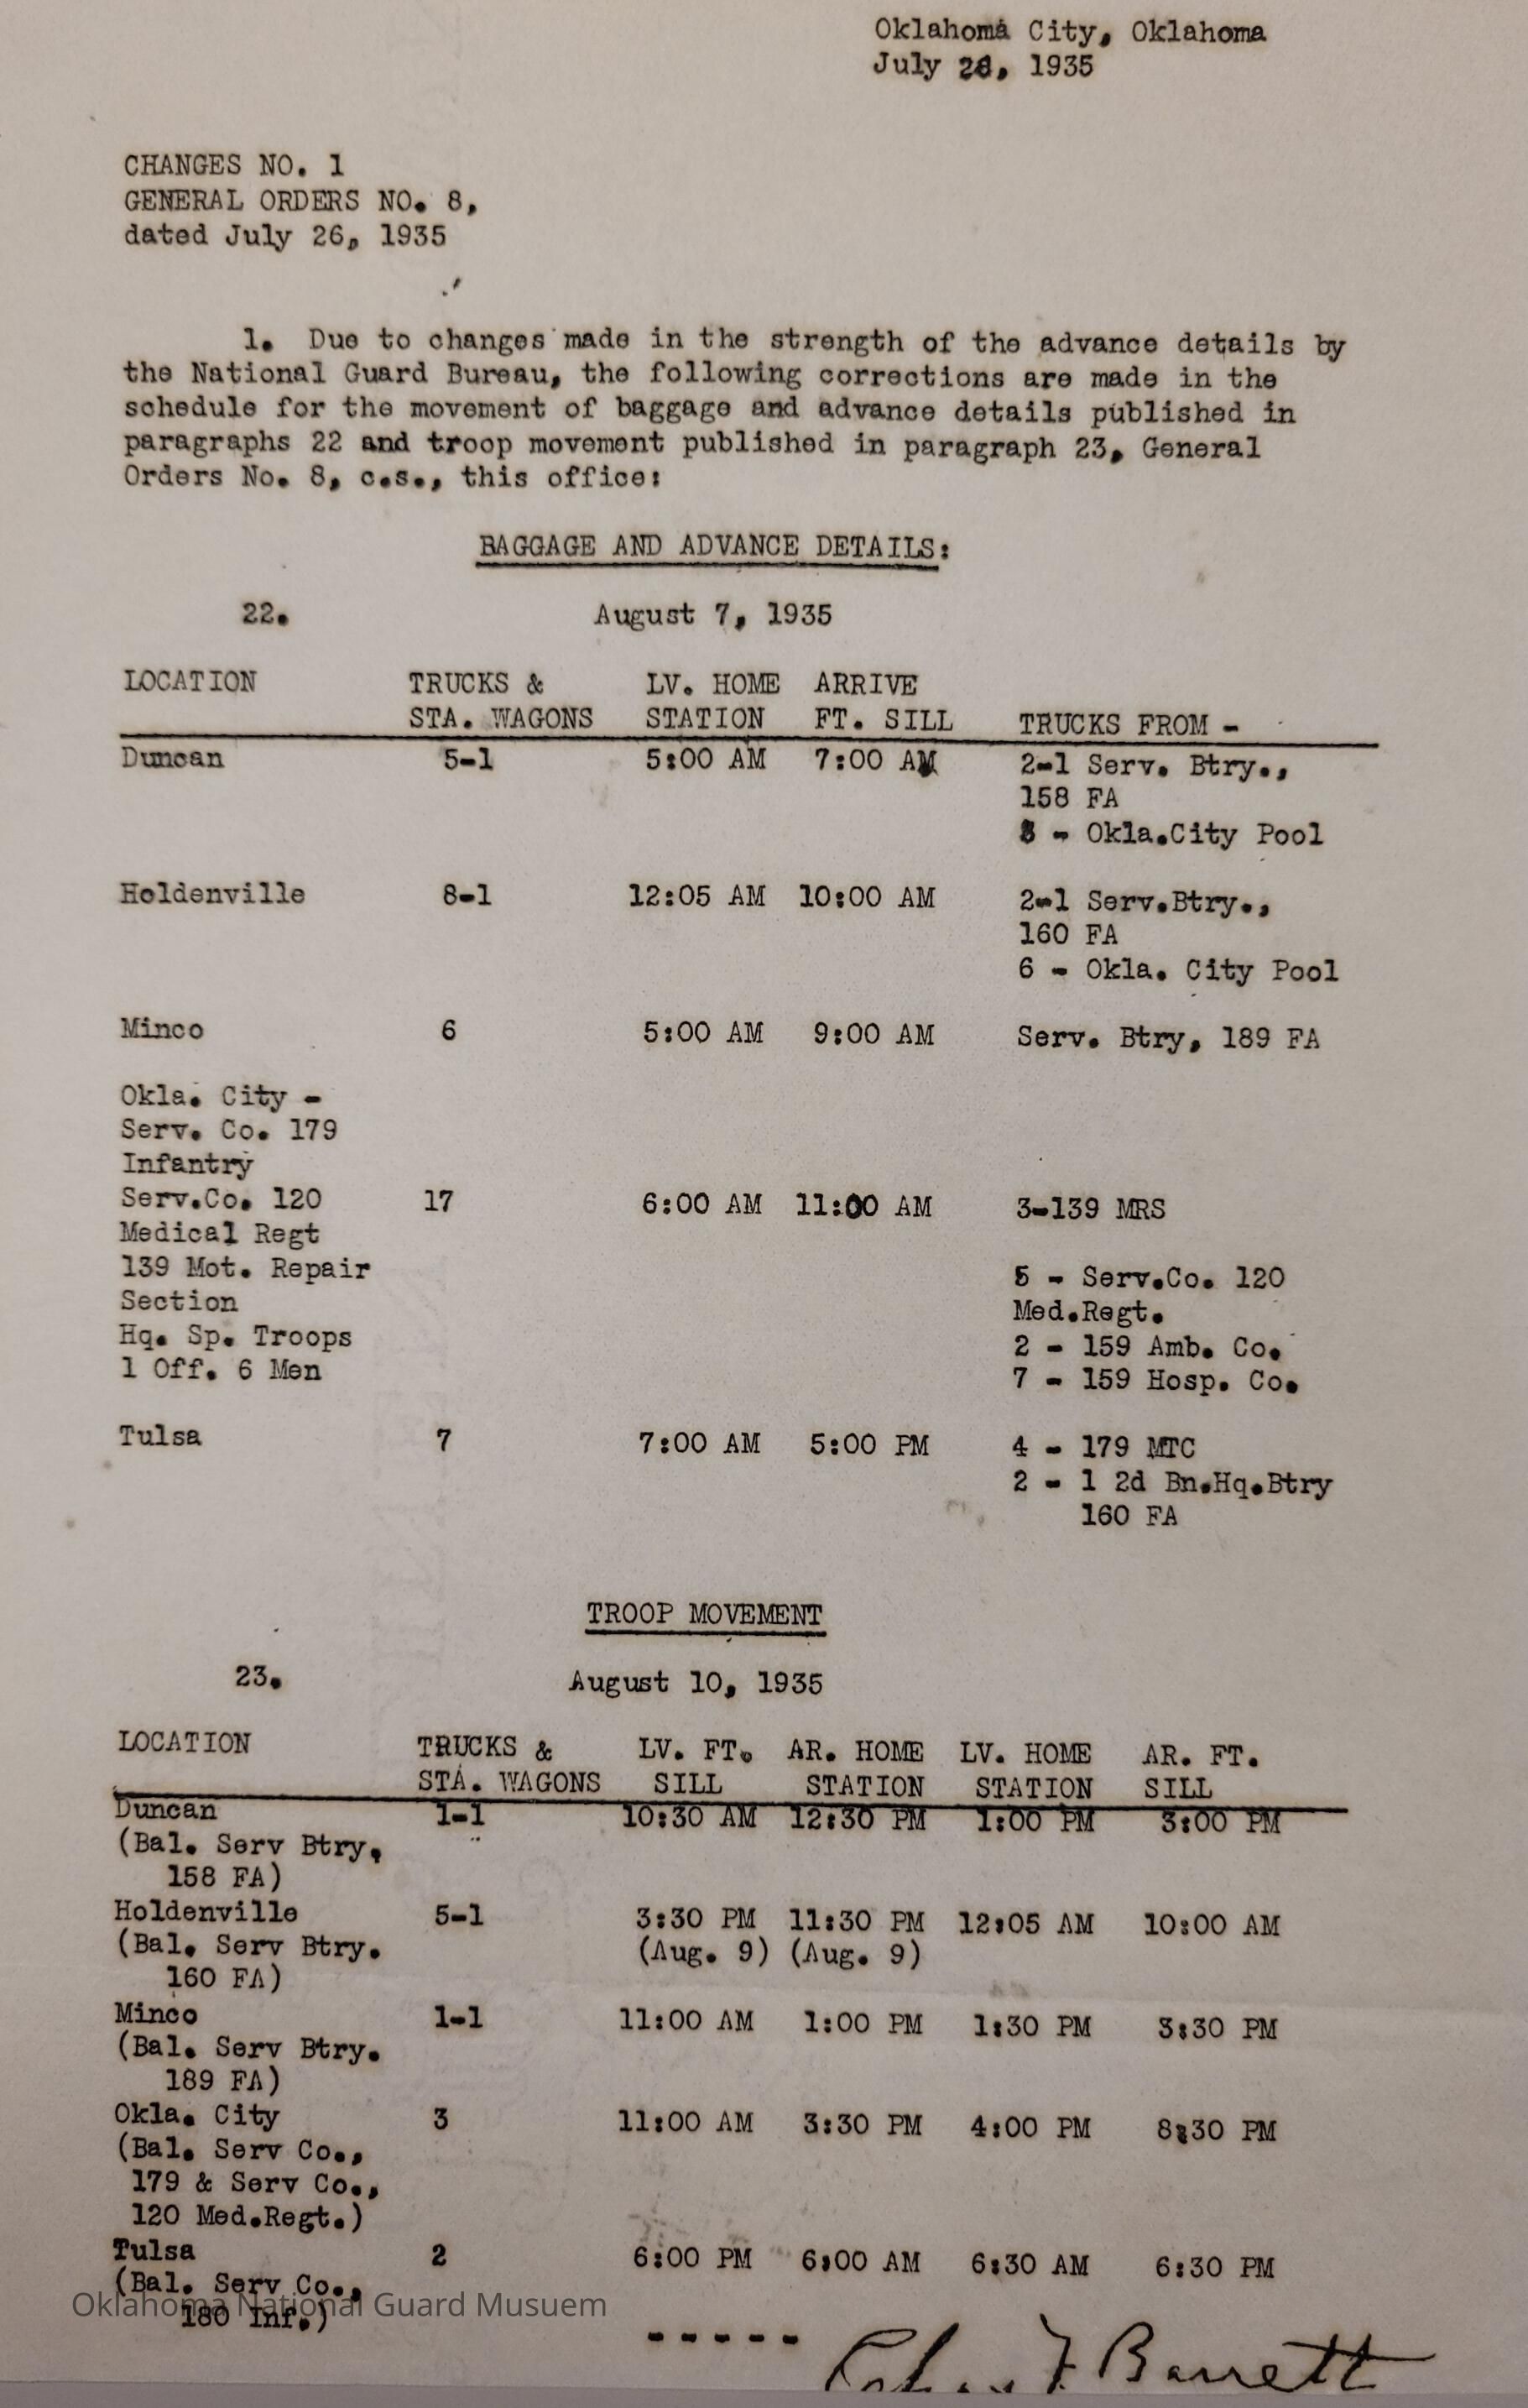 Oklahoma City, Oklahoma
July 26, 1935
CHANGES NO. 1
GENERAL ORDERS NO. 8,
dated July 26, 1935
1. Due to changes made in the strength of the advance details by
the National Guard Bureau, the following corrections are made in the
schedule for the movement of baggage and advance details published in
paragraphs 22 and troop movement published in paragraph 23, General
Orders No. 8, c.s., this office:
BAGGAGE AND ADVANCE DETAILS:
22. August 7, 1935
LOCATION TRUCKS & LV. HOME ARRIVE
STA. WAGONS STATION FT. SILL TRUCKS FROM -
Duncan 5-1 5:00 AM 7:00 AM 2-1 Serv. Btry.,
158 FA
3 - Okla.City Pool
Holdenville 8-1 12:05 AM 10:00 AM 2-1 Serv.Btry.,
160 FA
6 - Okla. City Pool
Minco 6 5:00 AM 9:00 AM Serv. Btry, 189 FA
Okla. City -
Serv. Co. 179
Infantry
Serv.Co. 120 17 6:00 AM 11:00 AM 3-139 MRS
Medical Regt
139 Mot. Repair 5 - Serv.Co. 120
Section Med.Regt.
Hq. Sp. Troops 2 - 159 Amb. Co.
1 Off. 6 Men 7 - 159 Hosp. Co.
Tulsa 7 7:00 AM 5:00 PM 4 - 179 MTC
2 - 1 2d Bn.Hq.Btry
160 FA
TROOP MOVEMENT
23. August 10, 1935
LOCATION TRUCKS & LV. FT. AR. HOME LV. HOME AR. FT.
STA. WAGONS SILL STATION STATION SILL
Duncan 1-1 10:30 AM 12:30 PM 1:00 PM 3:00 PM
(Bal. Serv Btry,
158 FA)
Holdenville 5-1 3:30 PM 11:30 PM 12:05 AM 10:00 AM
(Bal. Serv Btry. (Aug. 9) (Aug. 9)
160 FA)
Minco 1-1 11:00 AM 1:00 PM 1:30 PM 3:30 PM
(Bal. Serv Btry.
189 FA)
Okla. City 3 11:00 AM 3:30 PM 4:00 PM 8:30 PM
(Bal. Serv Co.,
179 & Serv Co.,
120 Med.Regt.)
Tulsa 2 6:00 PM 6:00 AM 6:30 AM 6:30 PM
(Bal. Serv Co.,
180 Inf.)
Oklahoma National Guard Musuem
- - - - -
F Barrett